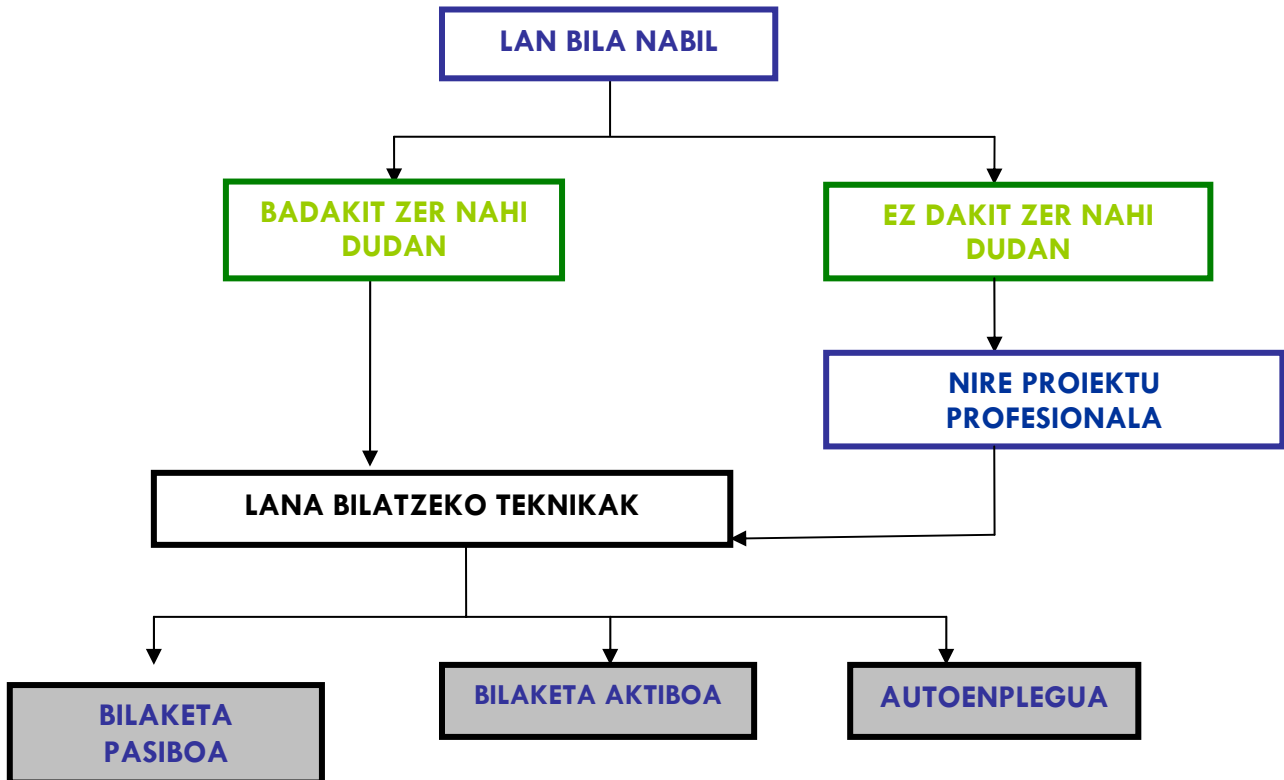 LAN BILA NABIL
BADAKIT ZER NAHI
DUDAN
EZ DAKIT ZER NAHI
DUDAN
NIRE PROIEKTU
PROFESIONALA
LANA BILATZEKO TEKNIKAK
BILAKETA
PASIBOA
BILAKETA AKTIBOA
AUTOENPLEGUA